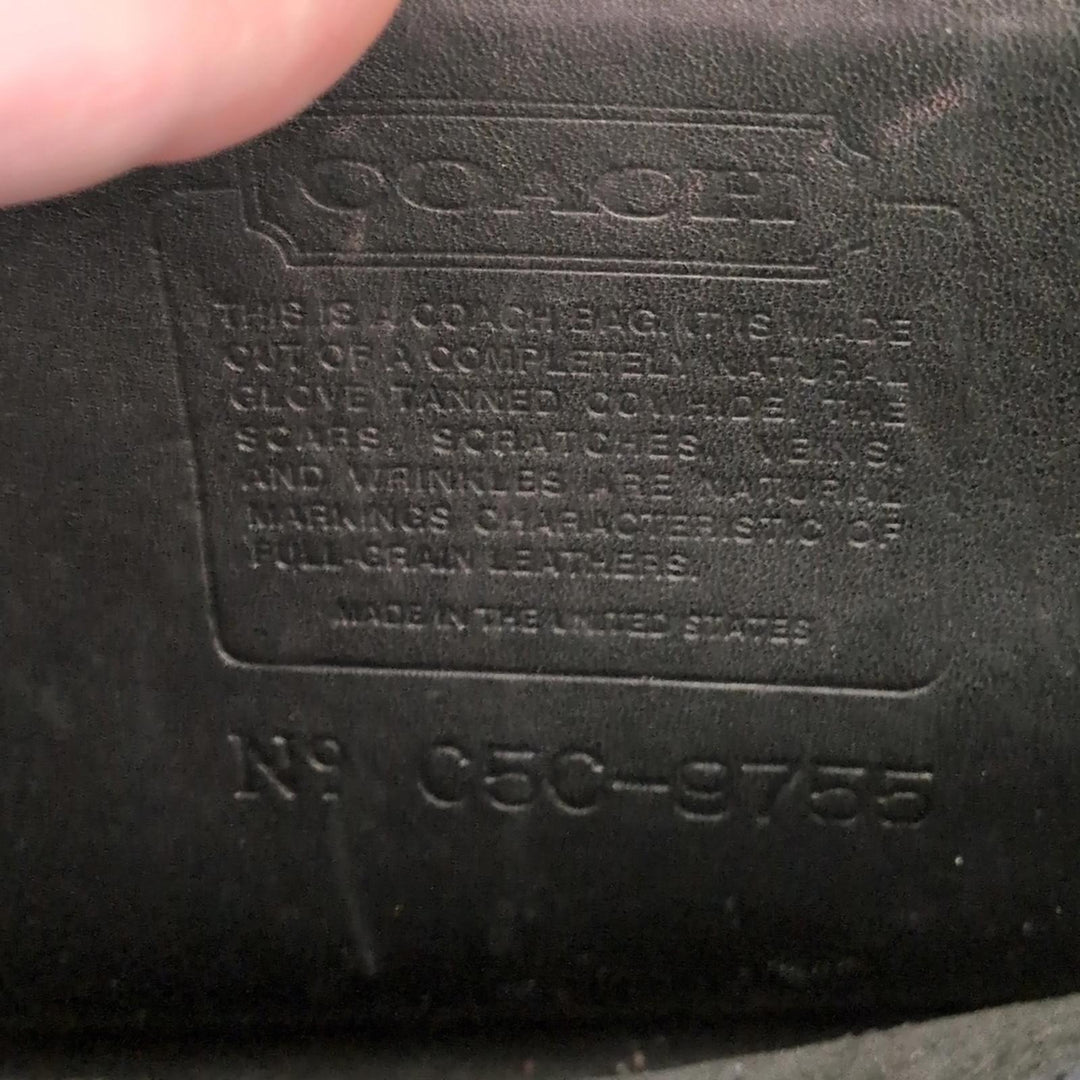 COACH
THIS IS A COACH BAG. IT IS MADE
OUT OF A COMPLETELY NATURAL
GLOVE TANNED COWHIDE. THE
SCARS, SCRATCHES, VEINS,
AND WRINKLES ARE NATURAL
MARKINGS CHARACTERISTIC OF
FULL-GRAIN LEATHERS.
MADE IN THE UNITED STATES
Nº C5C-9755